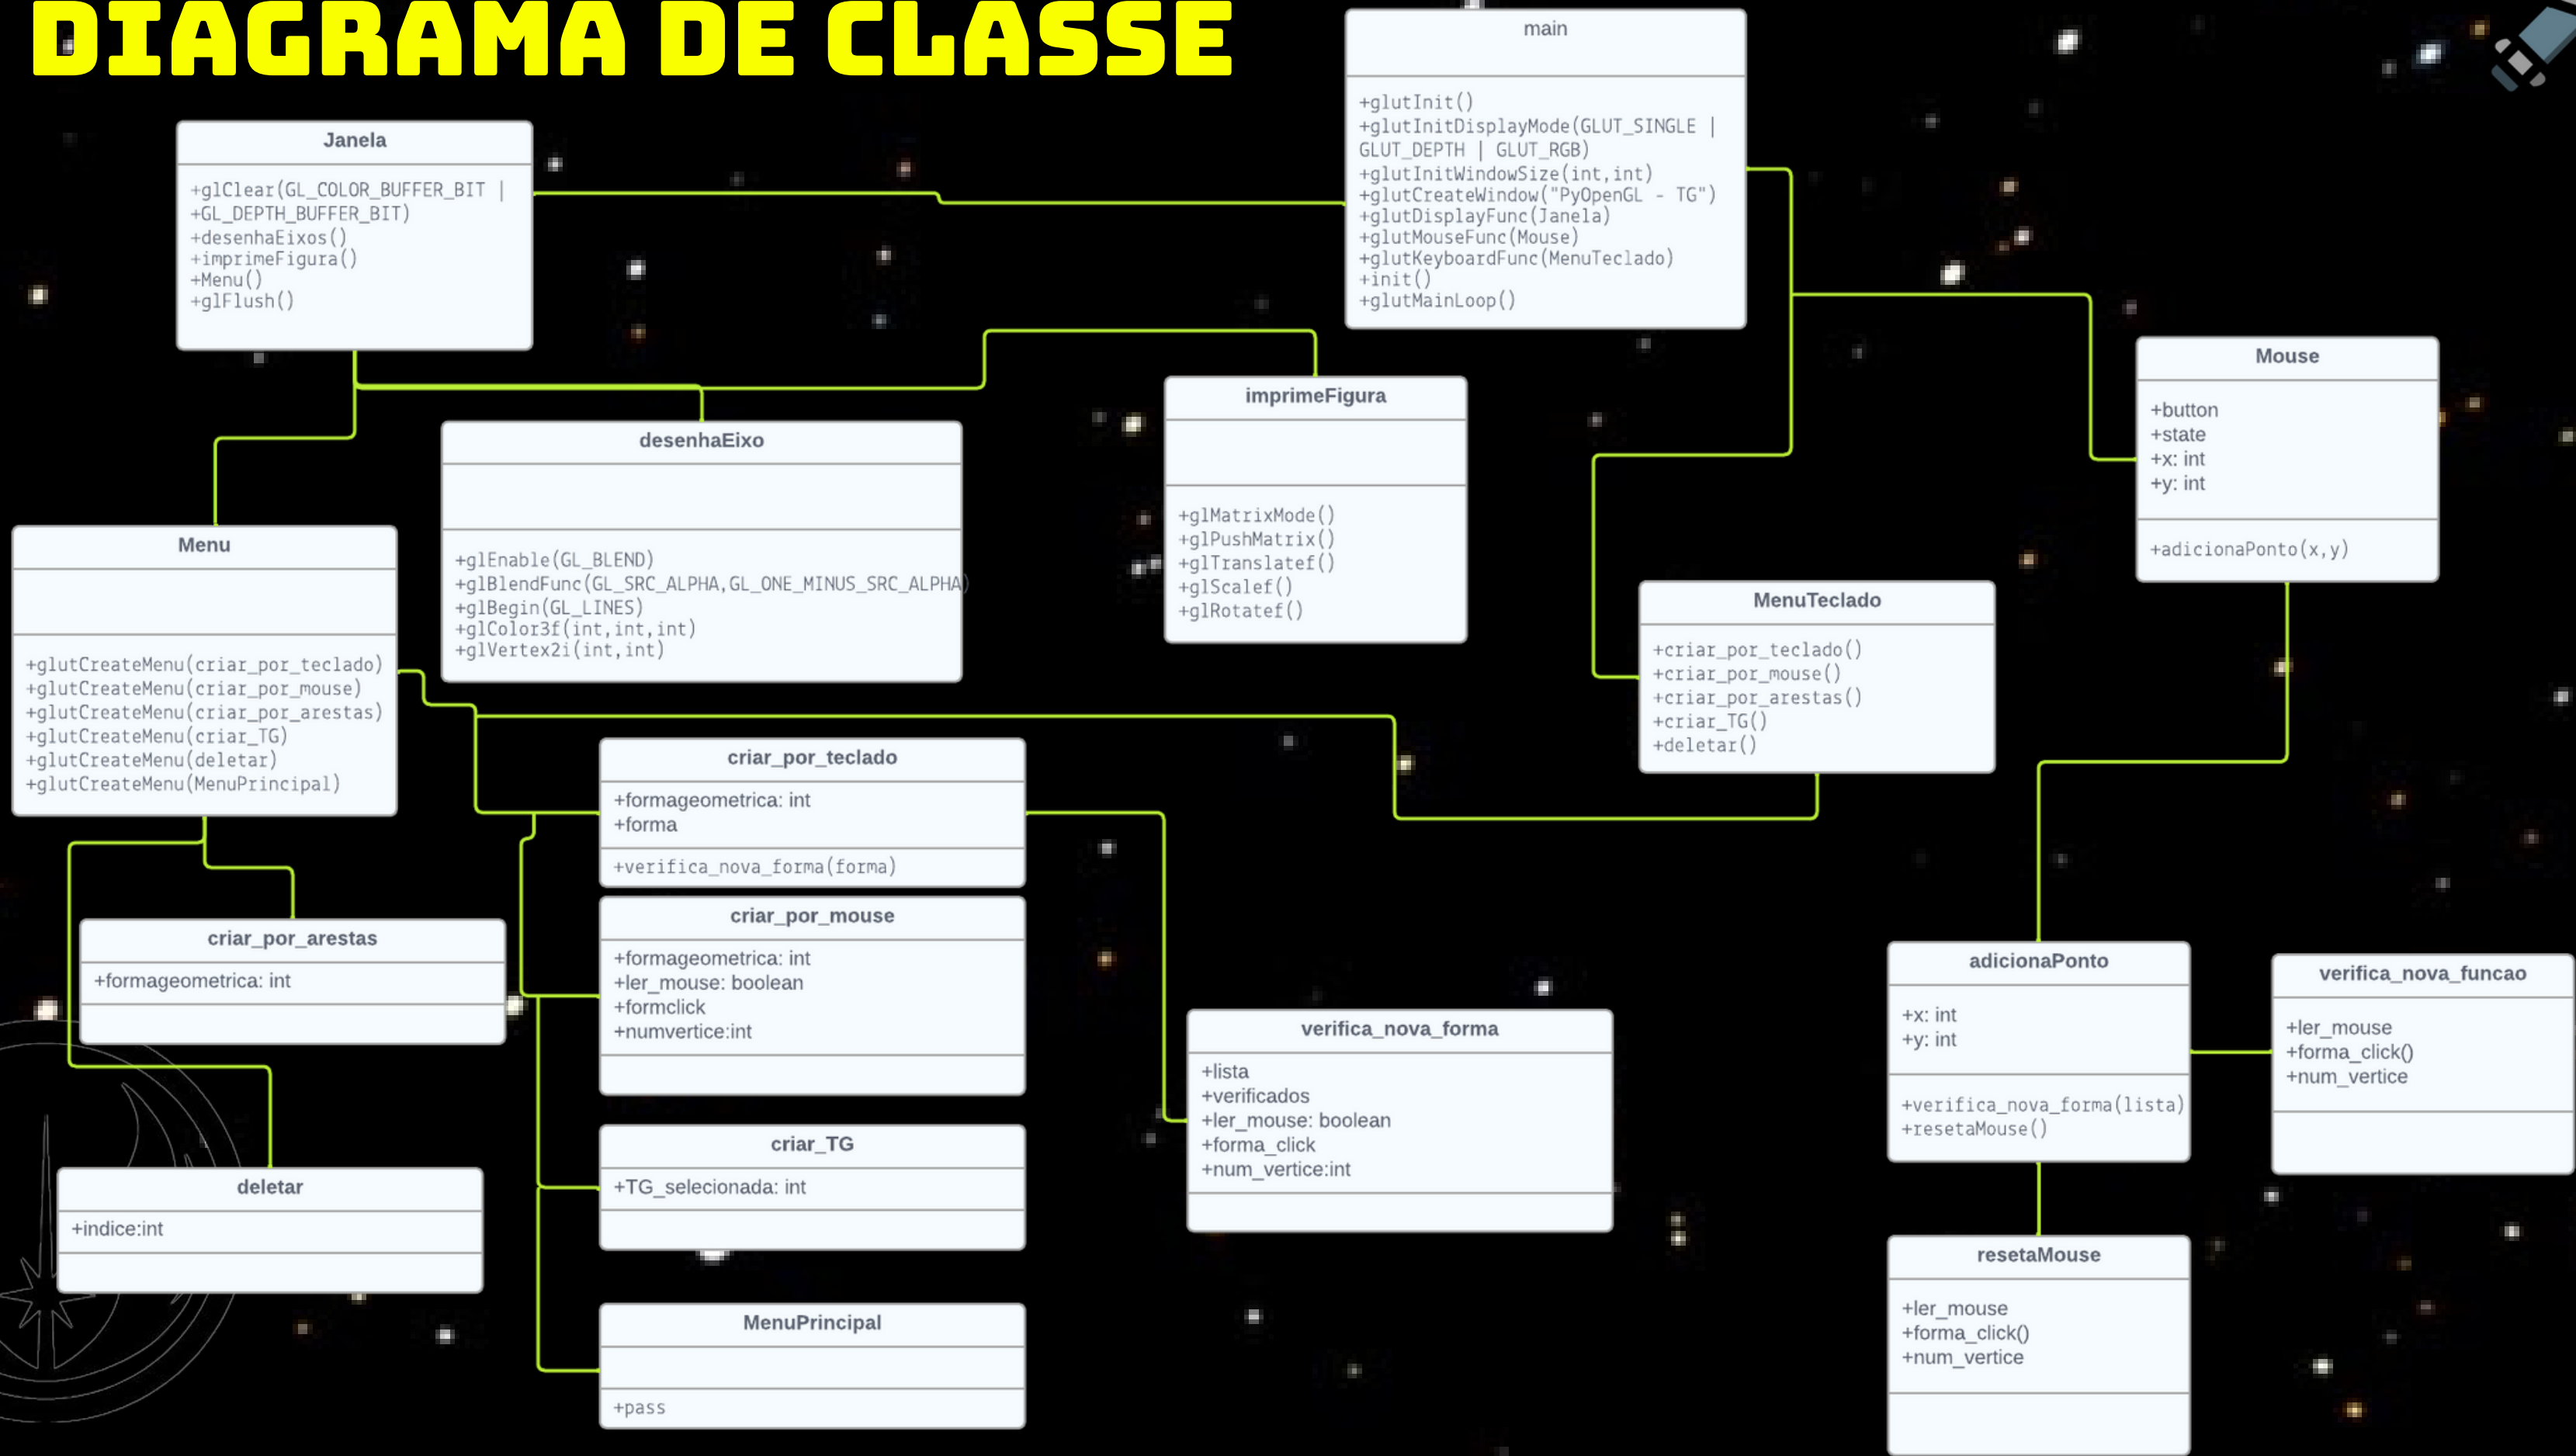 DIAGRAMA DE CLASSE
main
+glutInit()
+glutInitDisplayMode(GLUT_SINGLE |
GLUT_DEPTH | GLUT_RGB)
+glutInitWindowSize(int,int)
+glutCreateWindow("PyOpenGL - TG")
+glutDisplayFunc(Janela)
+glutMouseFunc(Mouse)
+glutKeyboardFunc(MenuTeclado)
+init()
+glutMainLoop()
Janela
+glClear(GL_COLOR_BUFFER_BIT |
+GL_DEPTH_BUFFER_BIT)
+desenhaEixos()
+imprimeFigura()
+Menu()
+glFlush()
Mouse
+button
+state
+x: int
+y: int
+adicionaPonto(x,y)
imprimeFigura
+glMatrixMode()
+glPushMatrix()
+glTranslatef()
+glScalef()
+glRotatef()
desenhaEixo
+glEnable(GL_BLEND)
+glBlendFunc(GL_SRC_ALPHA,GL_ONE_MINUS_SRC_ALPHA)
+glBegin(GL_LINES)
+glColor3f(int,int,int)
+glVertex2i(int,int)
Menu
+glutCreateMenu(criar_por_teclado)
+glutCreateMenu(criar_por_mouse)
+glutCreateMenu(criar_por_arestas)
+glutCreateMenu(criar_TG)
+glutCreateMenu(deletar)
+glutCreateMenu(MenuPrincipal)
MenuTeclado
+criar_por_teclado()
+criar_por_mouse()
+criar_por_arestas()
+criar_TG()
+deletar()
criar_por_teclado
+formageometrica: int
+forma
+verifica_nova_forma(forma)
criar_por_mouse
+formageometrica: int
+ler_mouse: boolean
+formclick
+numvertice:int
criar_por_arestas
+formageometrica: int
adicionaPonto
+x: int
+y: int
+verifica_nova_forma(lista)
+resetaMouse()
verifica_nova_funcao
+ler_mouse
+forma_click()
+num_vertice
verifica_nova_forma
+lista
+verificados
+ler_mouse: boolean
+forma_click
+num_vertice:int
criar_TG
+TG_selecionada: int
deletar
+indice:int
resetaMouse
+ler_mouse
+forma_click()
+num_vertice
MenuPrincipal
+pass